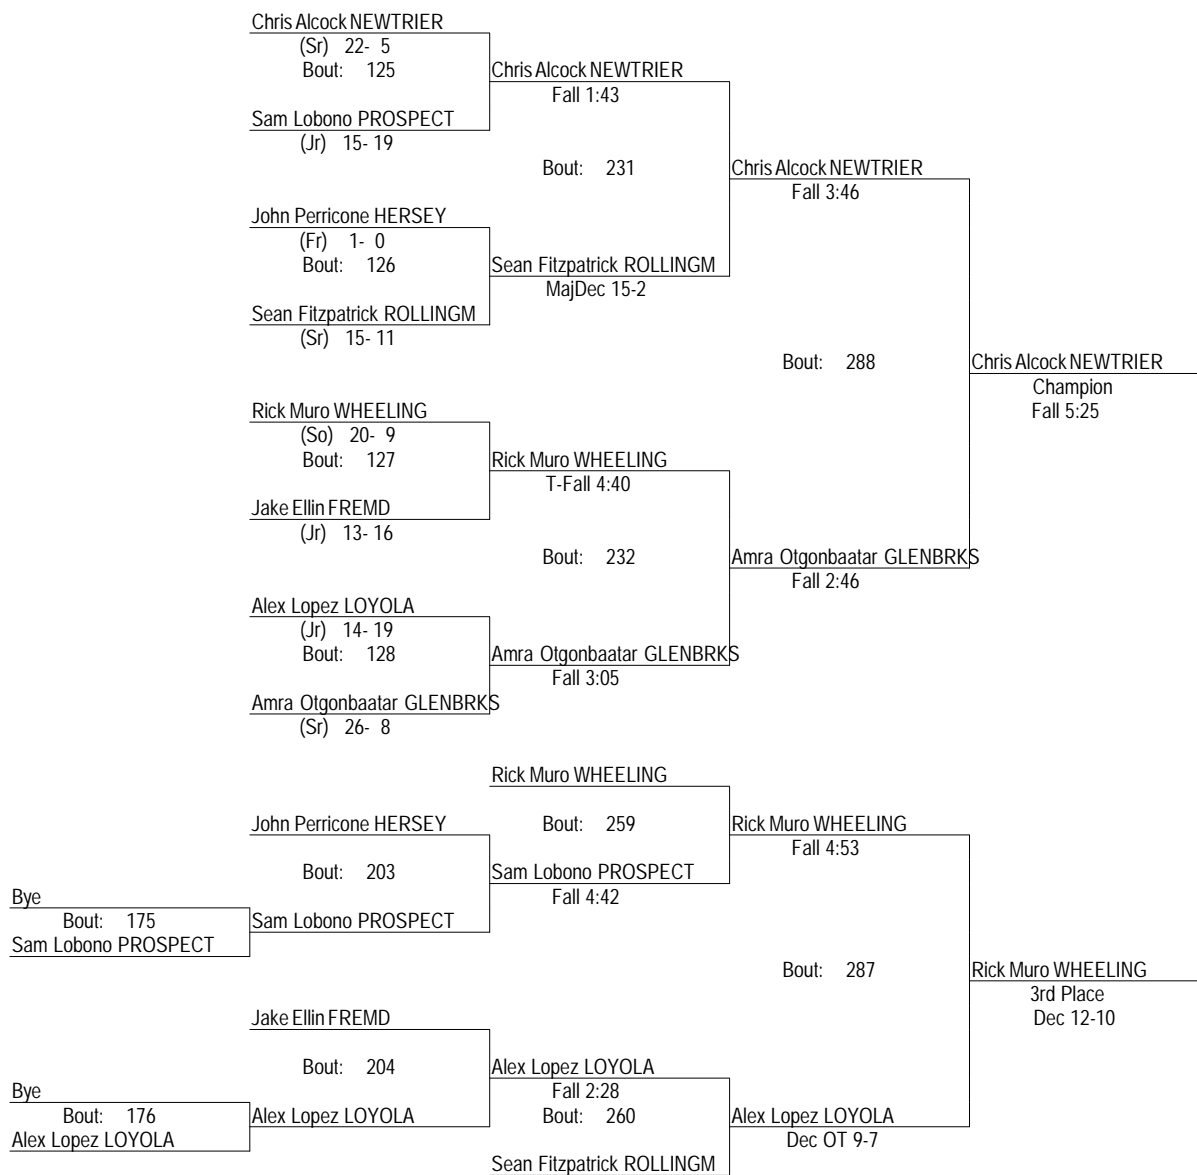 Chris Alcock NEWTRIER
(Sr) 22- 5
Bout: 125
Chris Alcock NEWTRIER
Fall 1:43
Sam Lobono PROSPECT
(Jr) 15- 19
Bout: 231
Chris Alcock NEWTRIER
Fall 3:46
John Perricone HERSEY
(Fr) 1- 0
Bout: 126
Sean Fitzpatrick ROLLINGM
MajDec 15-2
Sean Fitzpatrick ROLLINGM
(Sr) 15- 11
Bout: 288
Chris Alcock NEWTRIER
Champion
Fall 5:25
Rick Muro WHEELING
(So) 20- 9
Bout: 127
Rick Muro WHEELING
T-Fall 4:40
Jake Ellin FREMD
(Jr) 13- 16
Bout: 232
Amra Otgonbaatar GLENBRKS
Fall 2:46
Alex Lopez LOYOLA
(Jr) 14- 19
Bout: 128
Amra Otgonbaatar GLENBRKS
Fall 3:05
Amra Otgonbaatar GLENBRKS
(Sr) 26- 8
Rick Muro WHEELING
John Perricone HERSEY
Bout: 259
Rick Muro WHEELING
Fall 4:53
Bout: 203
Sam Lobono PROSPECT
Fall 4:42
Bye
Bout: 175
Sam Lobono PROSPECT
Sam Lobono PROSPECT
Bout: 287
Rick Muro WHEELING
3rd Place
Dec 12-10
Jake Ellin FREMD
Bout: 204
Alex Lopez LOYOLA
Fall 2:28
Bye
Bout: 176
Alex Lopez LOYOLA
Alex Lopez LOYOLA
Bout: 260
Alex Lopez LOYOLA
Dec OT 9-7
Sean Fitzpatrick ROLLINGM